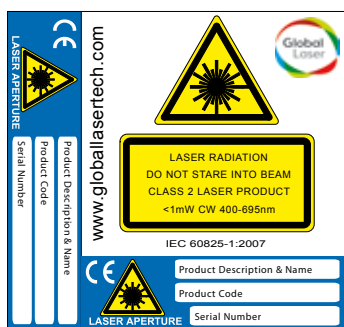 CE
LASER APERTURE
Product Description & Name
Product Code
Serial Number
www.globallasertech.com
Global
Laser
LASER RADIATION
DO NOT STARE INTO BEAM
CLASS 2 LASER PRODUCT
<1mW CW 400-695nm
IEC 60825-1:2007
CE
LASER APERTURE
Product Description & Name
Product Code
Serial Number